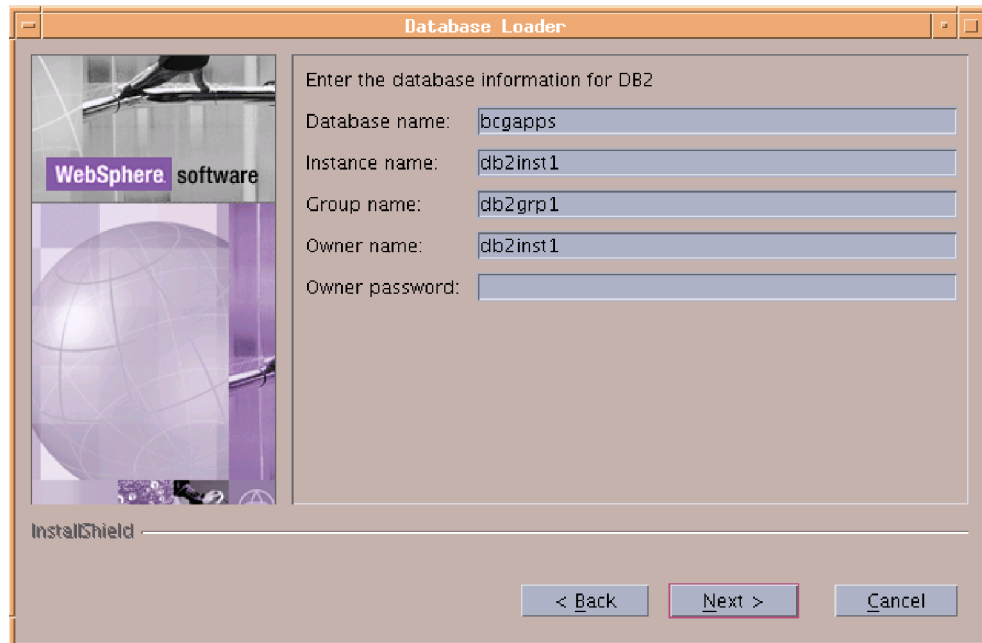 Database Loader
WebSphere. software
Enter the database information for DB2
Database name: bcgapps
Instance name: db2inst1
Group name: db2grp1
Owner name: db2inst1
Owner password:
InstallShield
< Back Next > Cancel